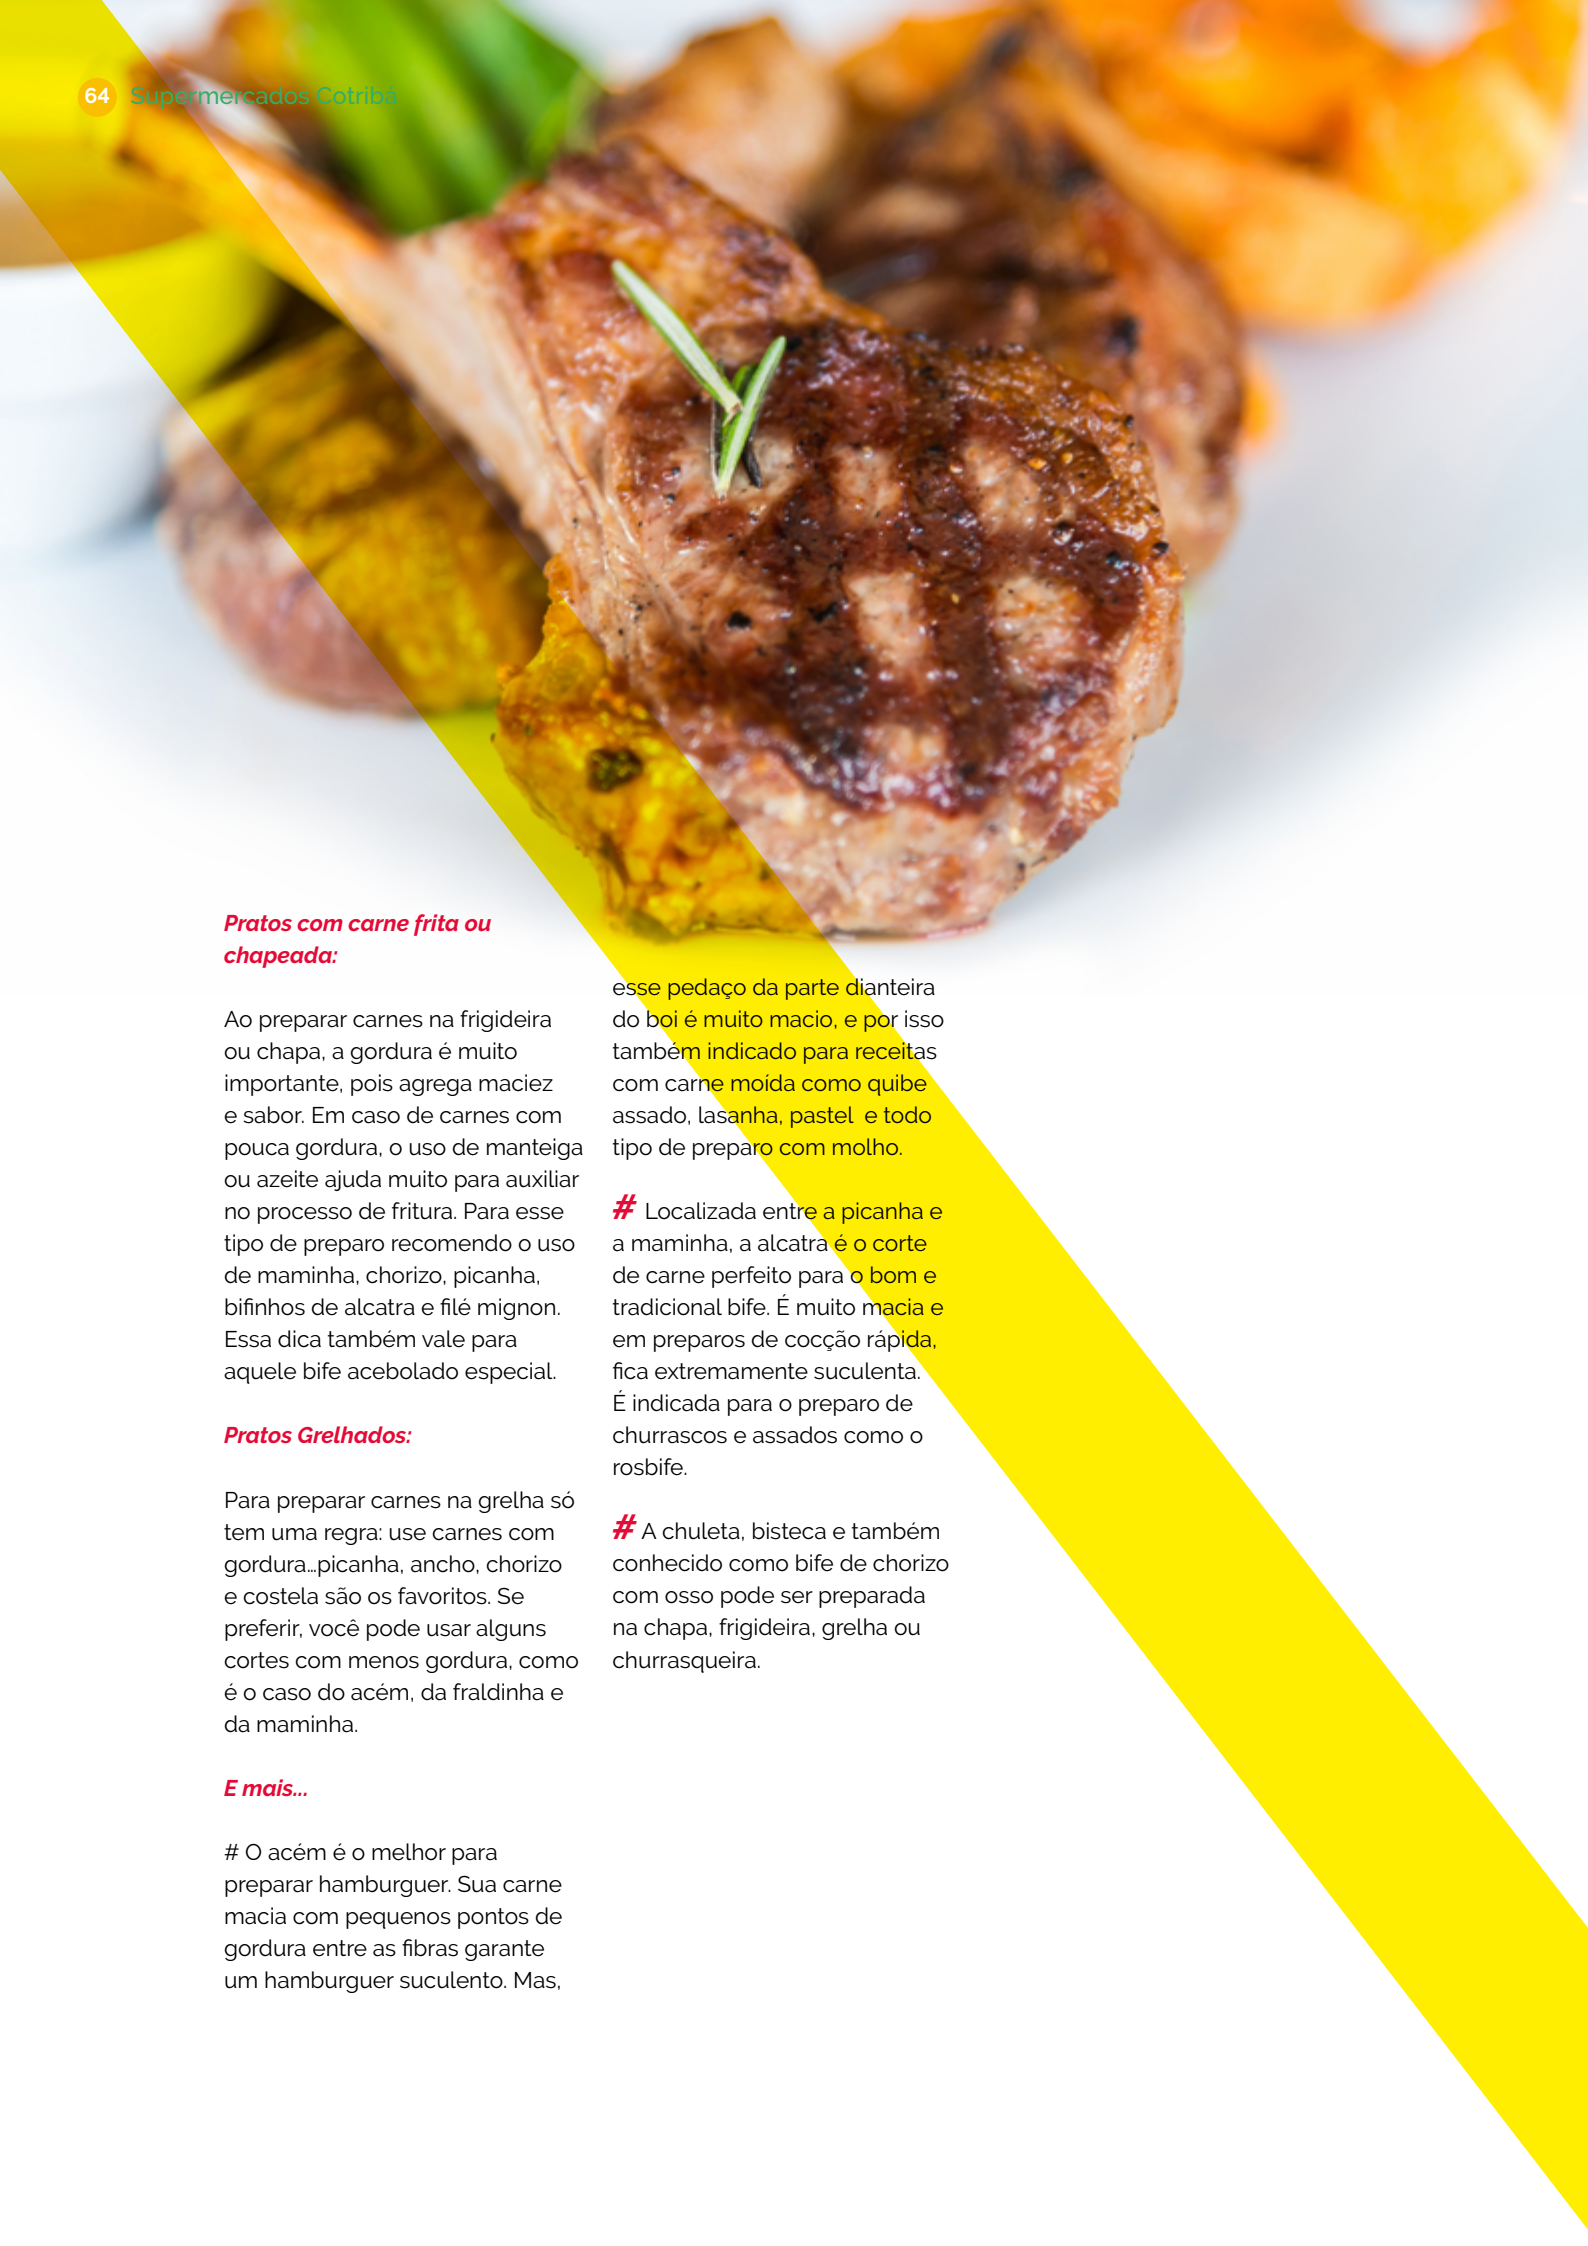 64 Supermercados Cotribá
Pratos com carne frita ou
chapeada:
Ao preparar carnes na frigideira
ou chapa, a gordura é muito
importante, pois agrega maciez
e sabor. Em caso de carnes com
pouca gordura, o uso de manteiga
ou azeite ajuda muito para auxiliar
no processo de fritura. Para esse
tipo de preparo recomendo o uso
de maminha, chorizo, picanha,
bifinhos de alcatra e filé mignon.
Essa dica também vale para
aquele bife acebolado especial.
Pratos Grelhados:
Para preparar carnes na grelha só
tem uma regra: use carnes com
gordura...picanha, ancho, chorizo
e costela são os favoritos. Se
preferir, você pode usar alguns
cortes com menos gordura, como
é o caso do acém, da fraldinha e
da maminha.
E mais...
# O acém é o melhor para
preparar hamburguer. Sua carne
macia com pequenos pontos de
gordura entre as fibras garante
um hamburguer suculento. Mas,
esse pedaço da parte dianteira
do boi é muito macio, e por isso
também indicado para receitas
com carne moída como quibe
assado, lasanha, pastel  e todo
tipo de preparo com molho.
# Localizada entre a picanha e
a maminha, a alcatra é o corte
de carne perfeito para o bom e
tradicional bife. É muito macia e
em preparos de cocção rápida,
fica extremamente suculenta.
É indicada para o preparo de
churrascos e assados como o
rosbife.
# A chuleta, bisteca e também
conhecido como bife de chorizo
com osso pode ser preparada
na chapa, frigideira, grelha ou
churrasqueira.